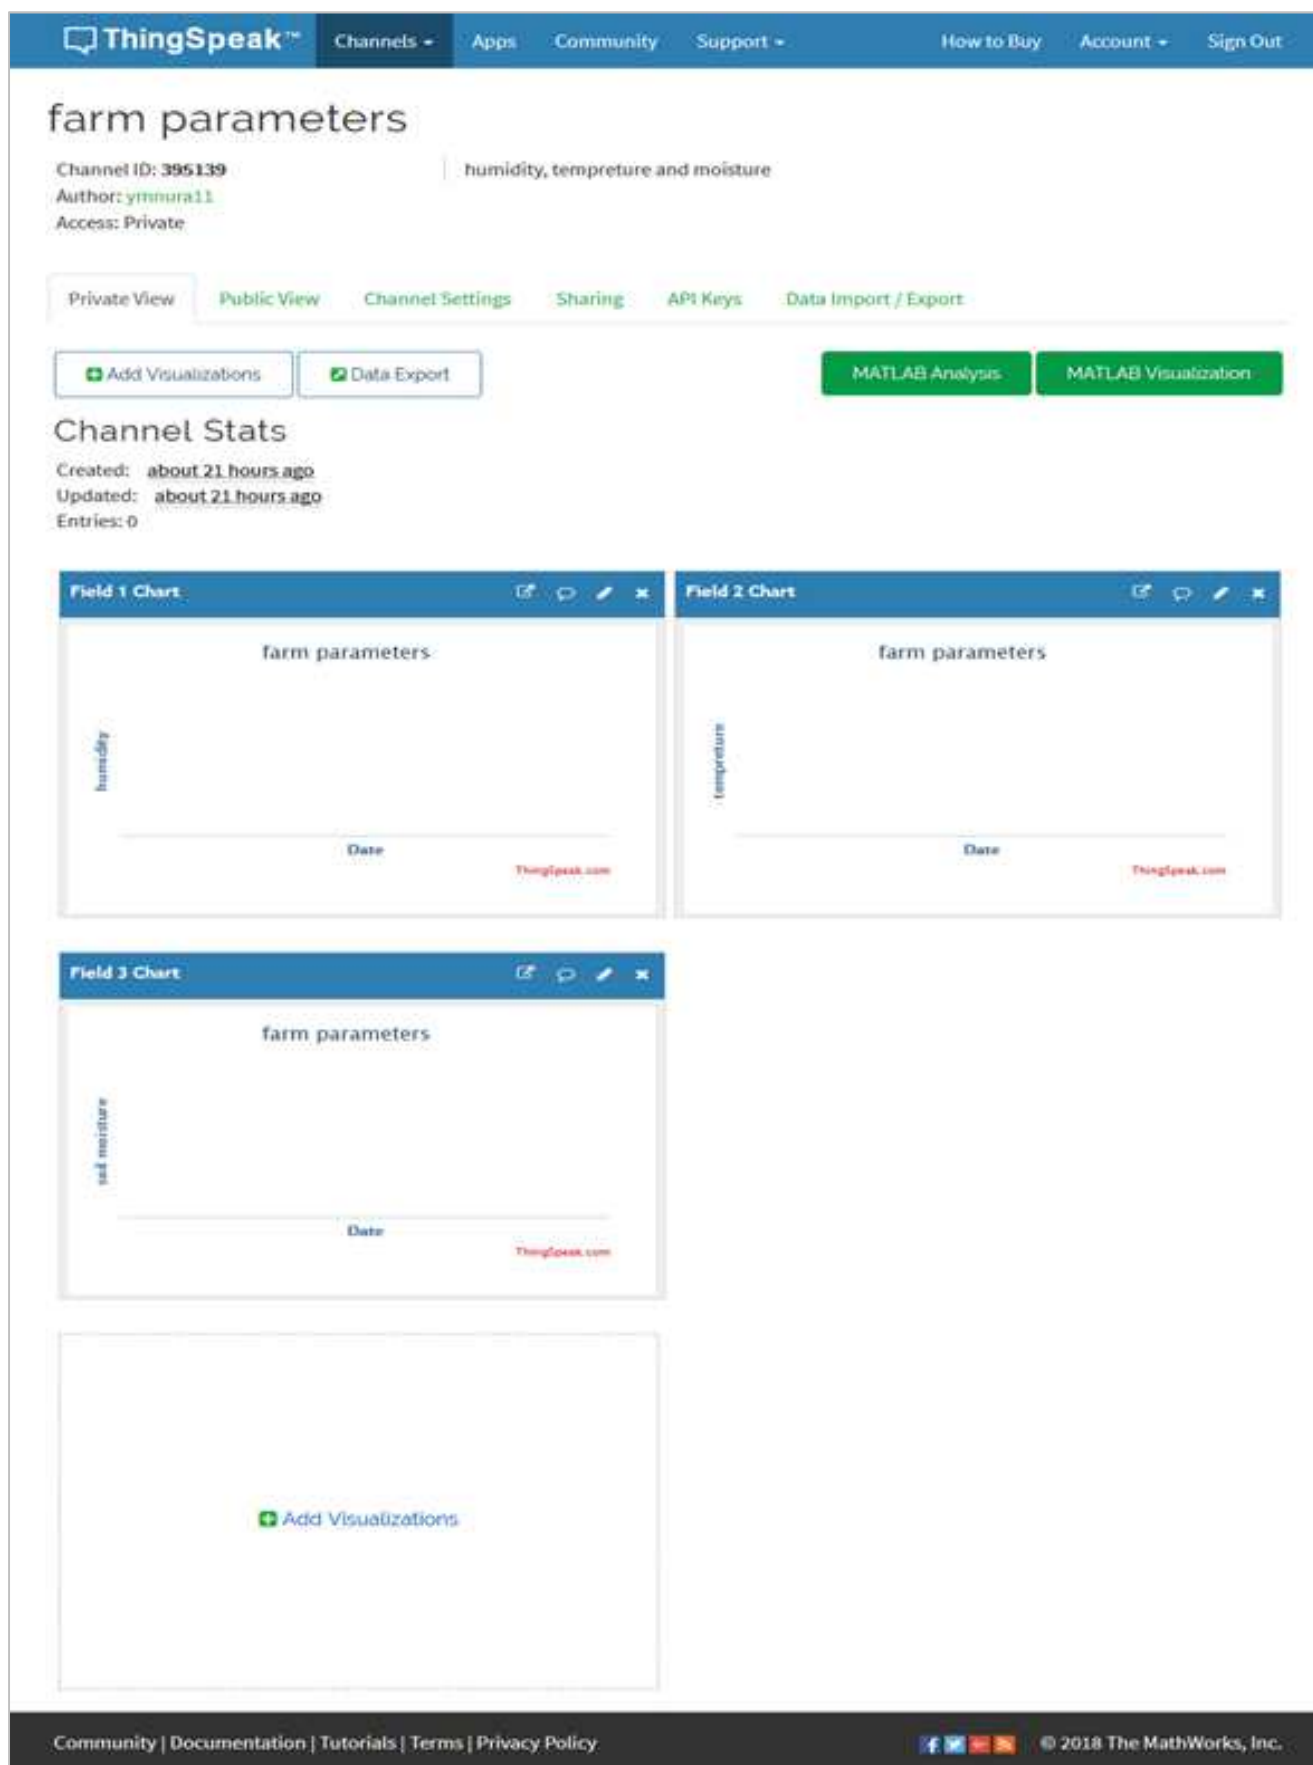 ThingSpeak™ Channels Apps Community Support How to Buy Account Sign Out
farm parameters
Channel ID: 395139
humidity, tempreture and moisture
Author: ymnura11
Access: Private
Private View Public View Channel Settings Sharing API Keys Data Import / Export
Add Visualizations Data Export MATLAB Analysis MATLAB Visualization
Channel Stats
Created: about 21 hours ago
Updated: about 21 hours ago
Entries: 0
Field 1 Chart
farm parameters
humidity
Date
ThingSpeak.com
Field 2 Chart
farm parameters
tempreture
Date
ThingSpeak.com
Field 3 Chart
farm parameters
moisture
Date
ThingSpeak.com
Add Visualizations
Community | Documentation | Tutorials | Terms | Privacy Policy
© 2018 The MathWorks, Inc.